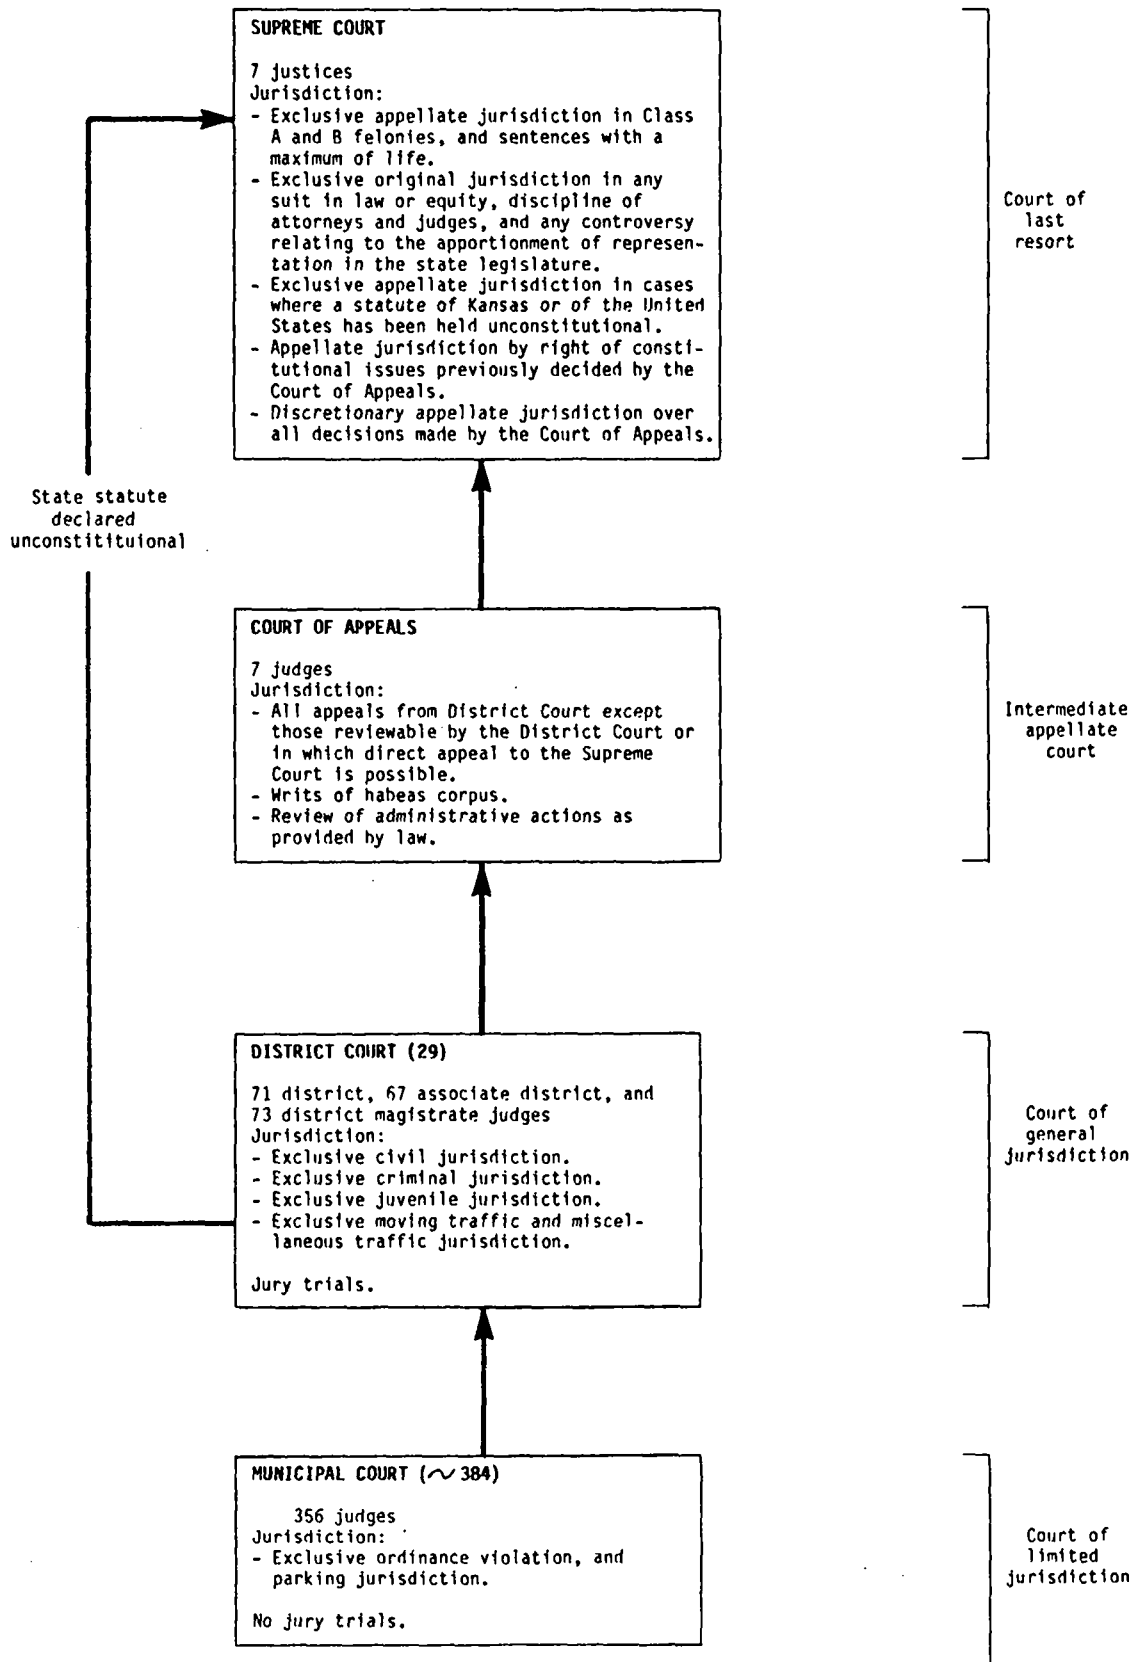 SUPREME COURT
7 justices
Jurisdiction:
- Exclusive appellate jurisdiction in Class
A and B felonies, and sentences with a
maximum of life.
- Exclusive original jurisdiction in any
suit in law or equity, discipline of
attorneys and judges, and any controversy
relating to the apportionment of represen-
tation in the state legislature.
- Exclusive appellate jurisdiction in cases
where a statute of Kansas or of the United
States has been held unconstitutional.
- Appellate jurisdiction by right of consti-
tutional issues previously decided by the
Court of Appeals.
- Discretionary appellate jurisdiction over
all decisions made by the Court of Appeals.
Court of
last
resort
State statute
declared
unconstitituional
COURT OF APPEALS
7 judges
Jurisdiction:
- All appeals from District Court except
those reviewable by the District Court or
in which direct appeal to the Supreme
Court is possible.
- Writs of habeas corpus.
- Review of administrative actions as
provided by law.
Intermediate
appellate
court
DISTRICT COURT (29)
71 district, 67 associate district, and
73 district magistrate judges
Jurisdiction:
- Exclusive civil jurisdiction.
- Exclusive criminal jurisdiction.
- Exclusive juvenile jurisdiction.
- Exclusive moving traffic and miscel-
laneous traffic jurisdiction.
Jury trials.
Court of
general
jurisdiction
MUNICIPAL COURT (~ 384)
356 judges
Jurisdiction:
- Exclusive ordinance violation, and
parking jurisdiction.
No jury trials.
Court of
limited
jurisdiction